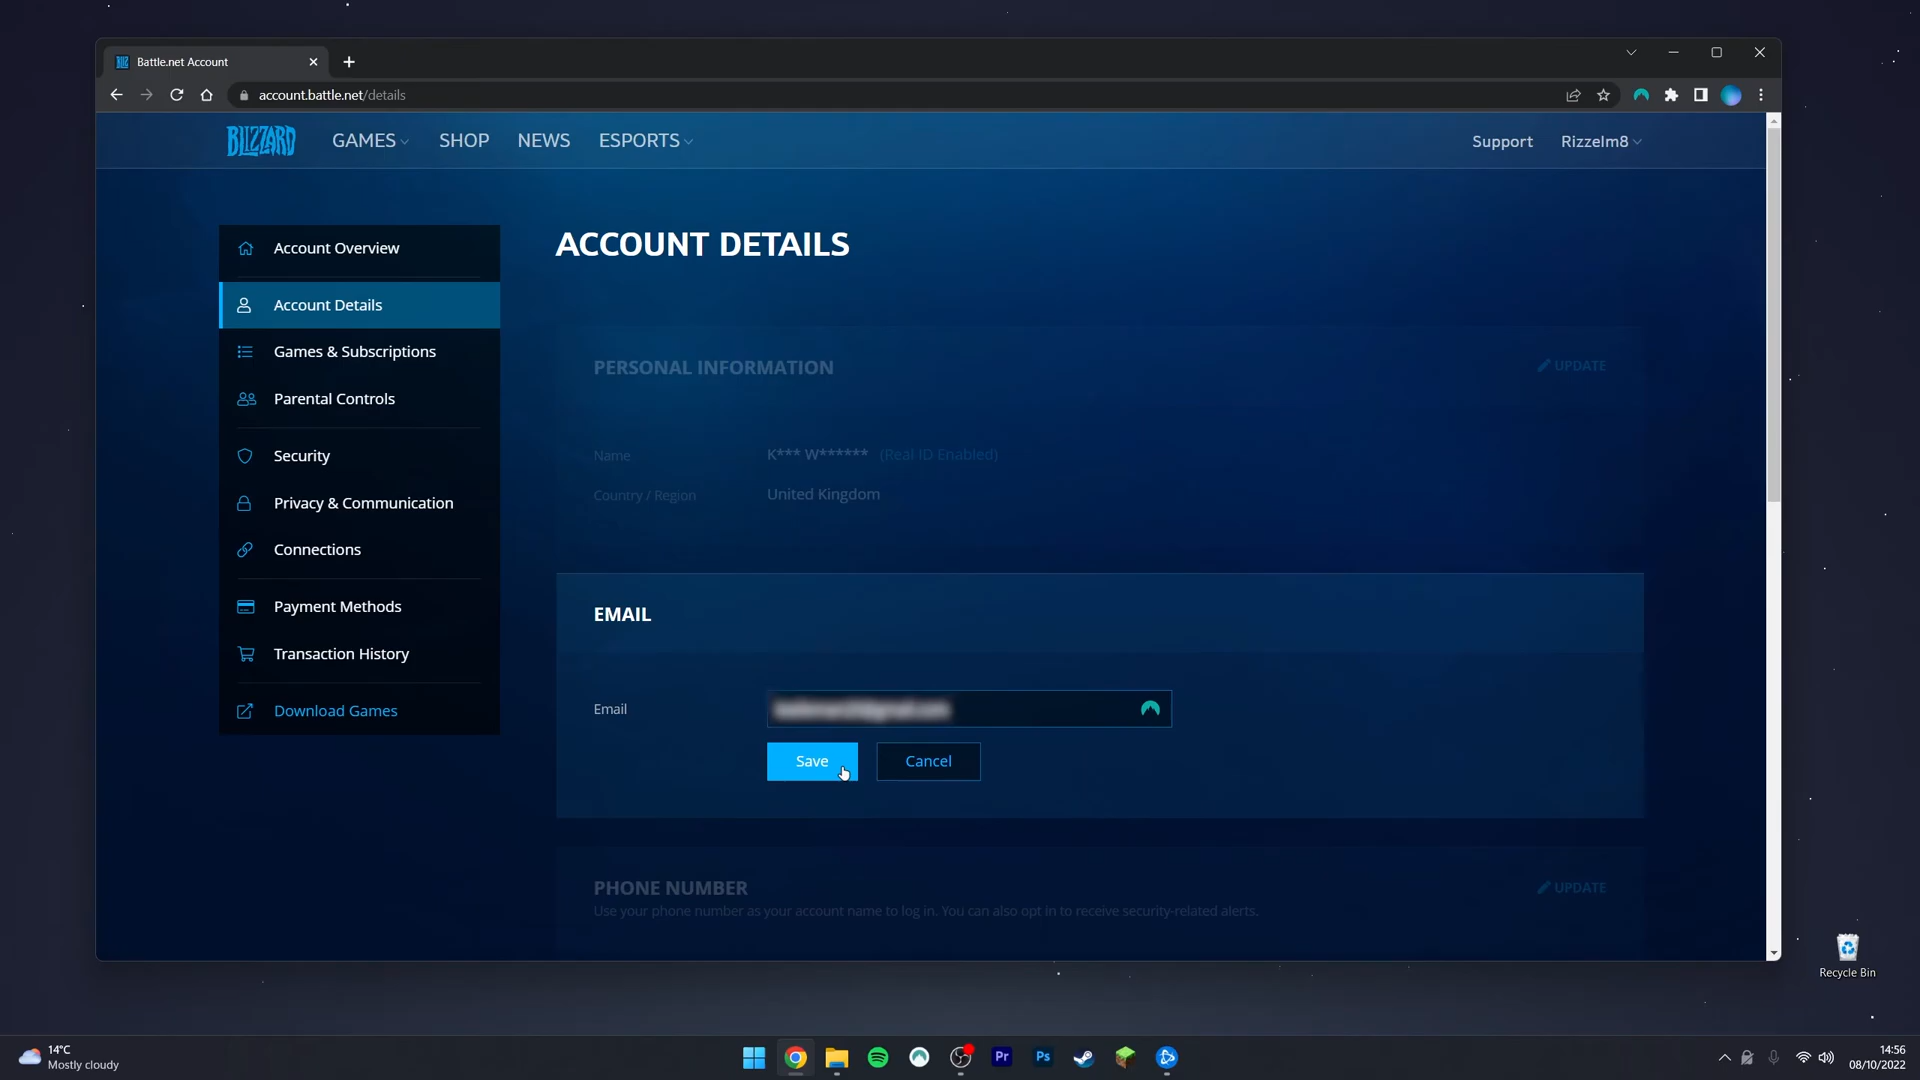 Battle.net Account
account.battle.net/details
BLIZZARD
GAMES
SHOP
NEWS
ESPORTS
Support
Rizzelm8
Account Overview
Account Details
Games & Subscriptions
Parental Controls
Security
Privacy & Communication
Connections
Payment Methods
Transaction History
Download Games
ACCOUNT DETAILS
PERSONAL INFORMATION
UPDATE
Name
K*** W****** (Real ID Enabled)
Country / Region
United Kingdom
EMAIL
Email
Save
Cancel
PHONE NUMBER
UPDATE
Use your phone number as your account name to log in. You can also opt in to receive security-related alerts.
Recycle Bin
14°C
Mostly cloudy
Pr
Ps
14:56
08/10/2022